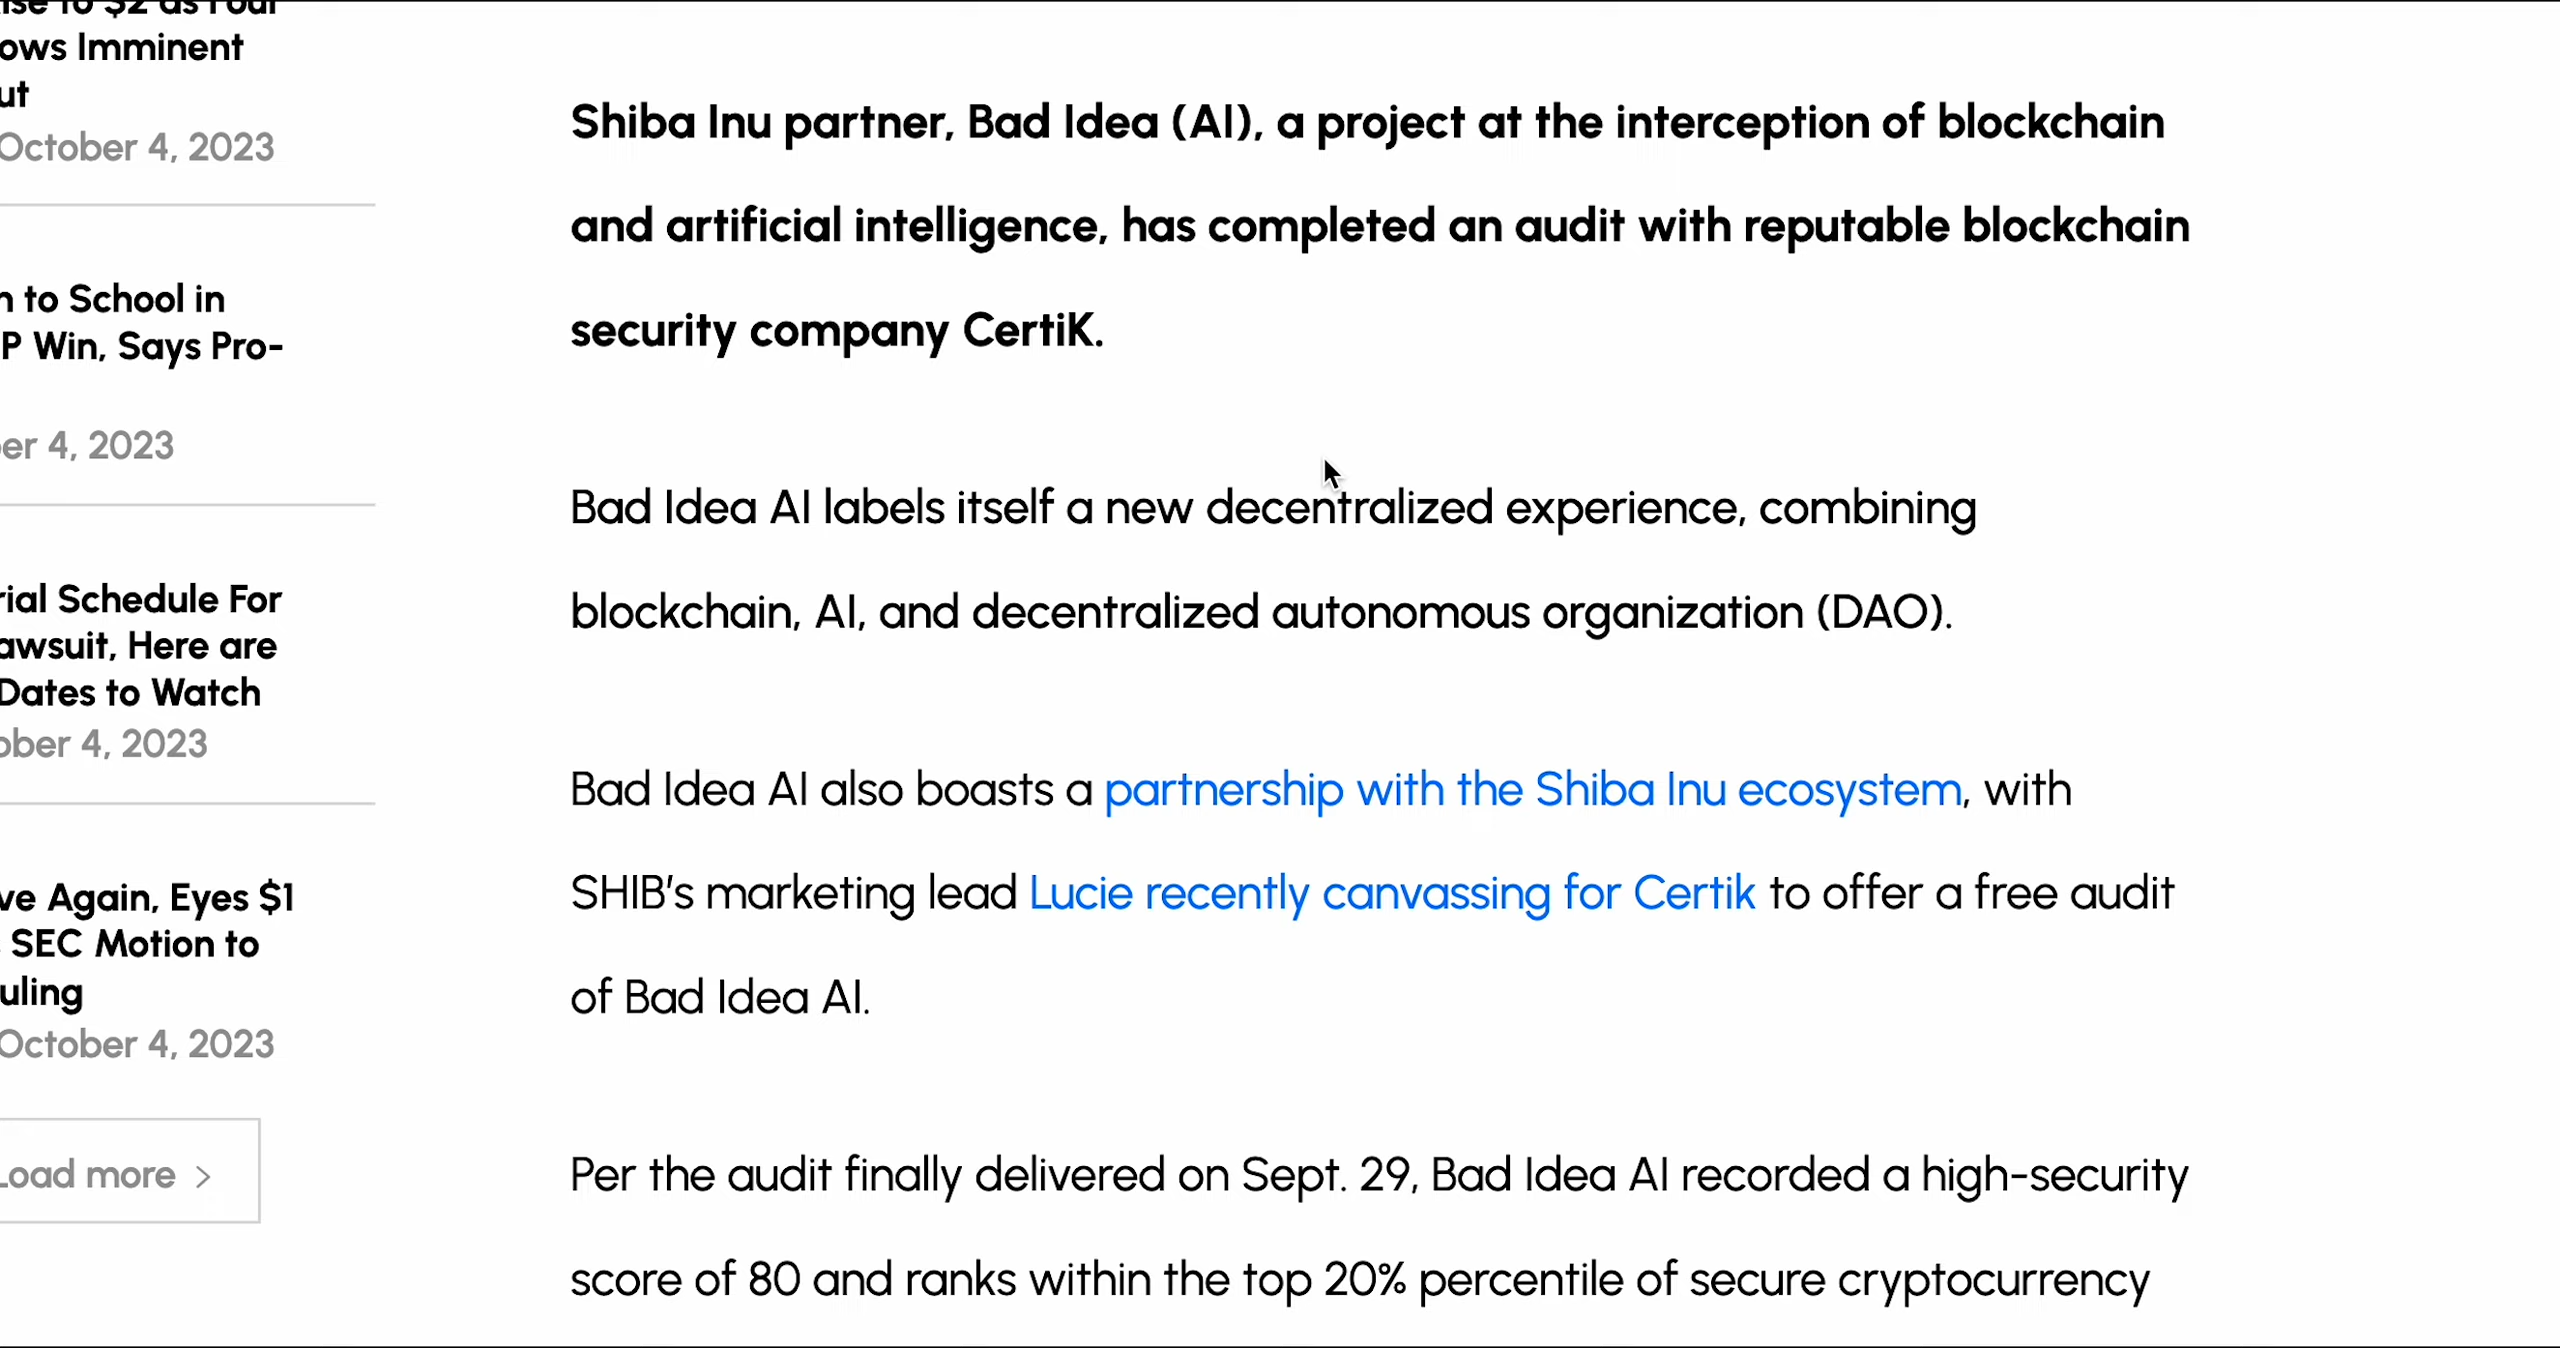 ows Imminent
ut
October 4, 2023
n to School in
P Win, Says Pro-
er 4, 2023
rial Schedule For
awsuit, Here are
Dates to Watch
ober 4, 2023
ve Again, Eyes $1
SEC Motion to
uling
October 4, 2023
Load more >
Shiba Inu partner, Bad Idea (AI), a project at the interception of blockchain
and artificial intelligence, has completed an audit with reputable blockchain
security company CertiK.
Bad Idea AI labels itself a new decentralized experience, combining
blockchain, AI, and decentralized autonomous organization (DAO).
Bad Idea AI also boasts a partnership with the Shiba Inu ecosystem, with
SHIB's marketing lead Lucie recently canvassing for Certik to offer a free audit
of Bad Idea AI.
Per the audit finally delivered on Sept. 29, Bad Idea AI recorded a high-security
score of 80 and ranks within the top 20% percentile of secure cryptocurrency